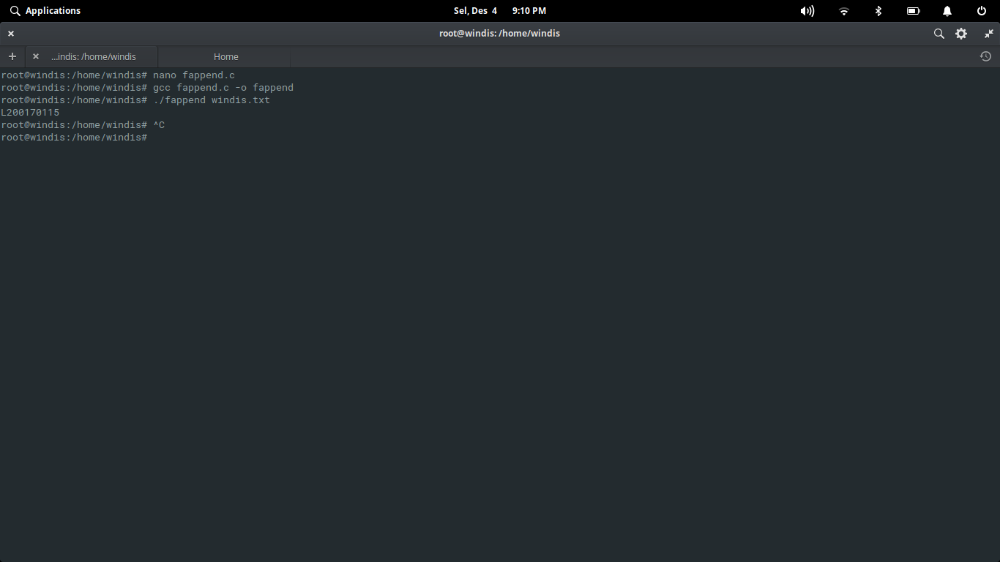 Applications
Sel, Des 4 9:10 PM
root@windis: /home/windis
...indis: /home/windis
Home
root@windis:/home/windis# nano fappend.c
root@windis:/home/windis# gcc fappend.c -o fappend
root@windis:/home/windis# ./fappend windis.txt
L200170115
root@windis:/home/windis# ^C
root@windis:/home/windis#